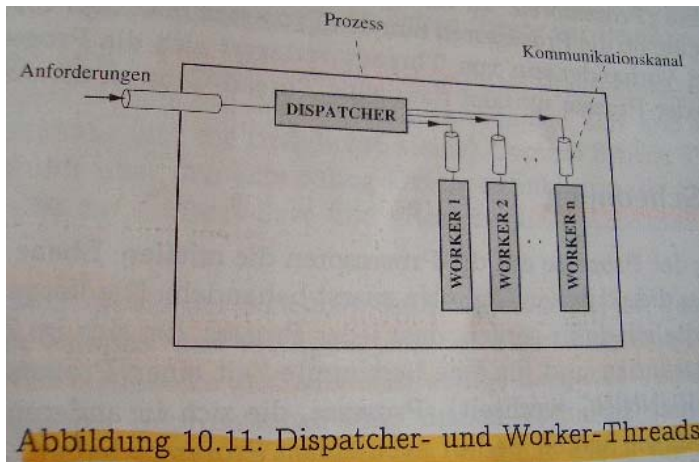 Prozess
Kommunikationskanal
Anforderungen
DISPATCHER
WORKER 1
WORKER 2
WORKER n
Abbildung 10.11: Dispatcher- und Worker-Threads